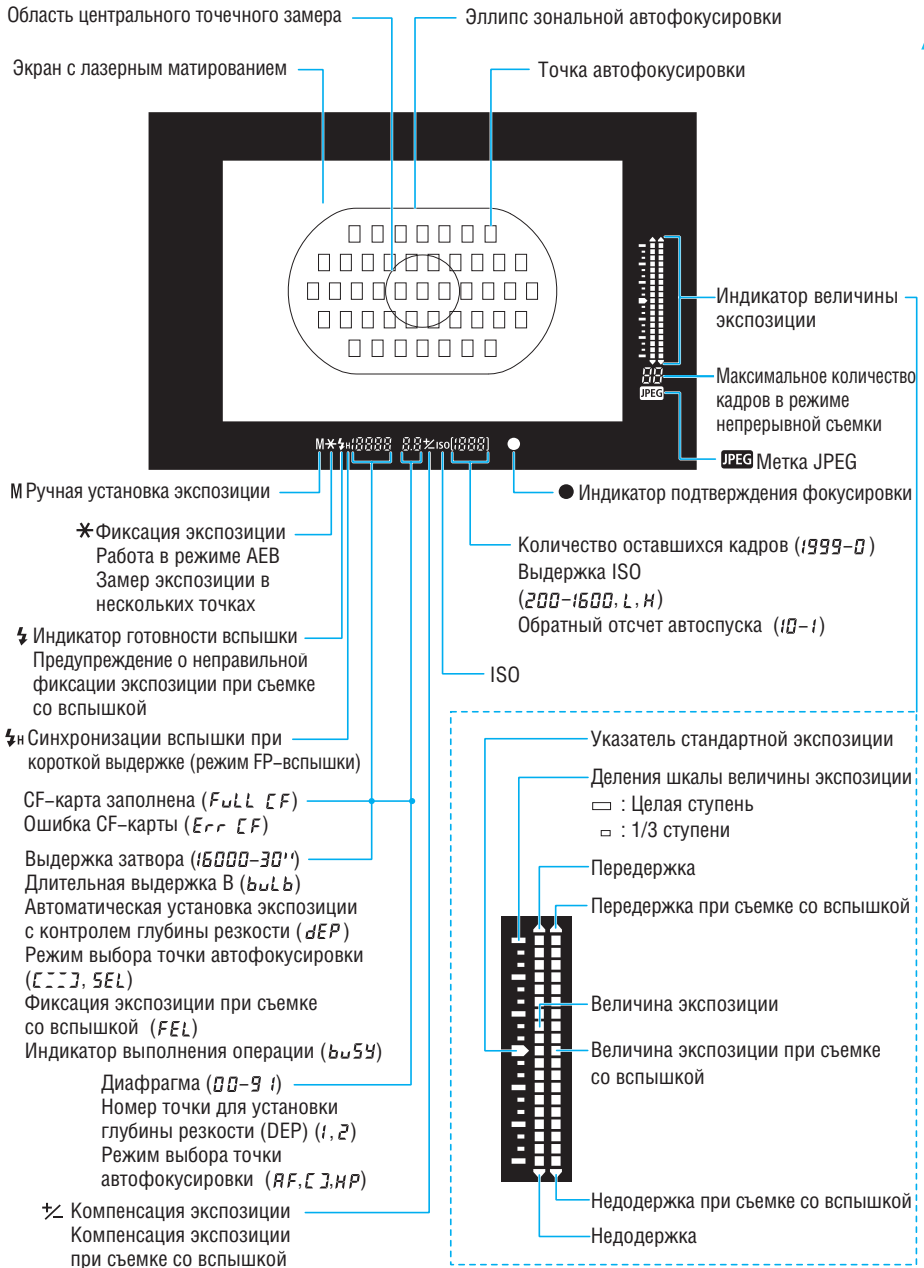 Область центрального точечного замера
Эллипс зональной автофокусировки
Экран с лазерным матированием
Точка автофокусировки
Индикатор величины
экспозиции
88
Максимальное количество
кадров в режиме
непрерывной съемки
JPEG
JPEG Метка JPEG
M✱⚡H18888 8.8+/−ISO[1888] ●
M Ручная установка экспозиции
● Индикатор подтверждения фокусировки
✱ Фиксация экспозиции
Работа в режиме AEB
Замер экспозиции в
нескольких точках
Количество оставшихся кадров (1999–0)
Выдержка ISO
(200–1600, L, H)
Обратный отсчет автоспуска (10–1)
⚡ Индикатор готовности вспышки
Предупреждение о неправильной
фиксации экспозиции при съемке
со вспышкой
ISO
⚡H Синхронизации вспышки при
короткой выдержке (режим FP–вспышки)
CF–карта заполнена (FuLL CF)
Ошибка CF–карты (Err CF)
Выдержка затвора (16000–30'')
Длительная выдержка B (buLb)
Автоматическая установка экспозиции
с контролем глубины резкости (dEP)
Режим выбора точки автофокусировки
([---], SEL)
Фиксация экспозиции при съемке
со вспышкой (FEL)
Индикатор выполнения операции (buSY)
Диафрагма (00–91)
Номер точки для установки
глубины резкости (DEP) (1, 2)
Режим выбора точки
автофокусировки (AF,[ ],HP)
+/− Компенсация экспозиции
Компенсация экспозиции
при съемке со вспышкой
Указатель стандартной экспозиции
Деления шкалы величины экспозиции
▭ : Целая ступень
▫ : 1/3 ступени
Передержка
Передержка при съемке со вспышкой
Величина экспозиции
Величина экспозиции при съемке
со вспышкой
Недодержка при съемке со вспышкой
Недодержка